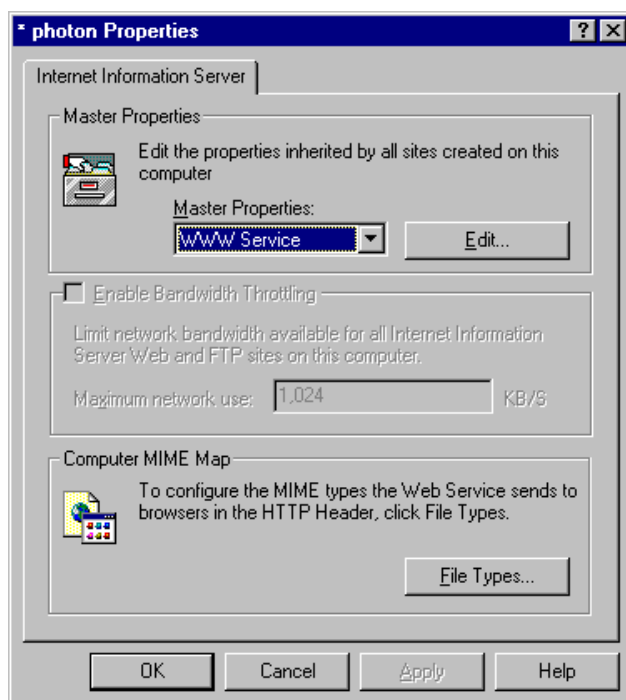 * photon Properties
Internet Information Server
Master Properties
Edit the properties inherited by all sites created on this
computer
Master Properties:
WWW Service
Edit...
Enable Bandwidth Throttling
Limit network bandwidth available for all Internet Information
Server Web and FTP sites on this computer.
Maximum network use:
1,024
KB/S
Computer MIME Map
To configure the MIME types the Web Service sends to
browsers in the HTTP Header, click File Types.
File Types...
OK
Cancel
Apply
Help